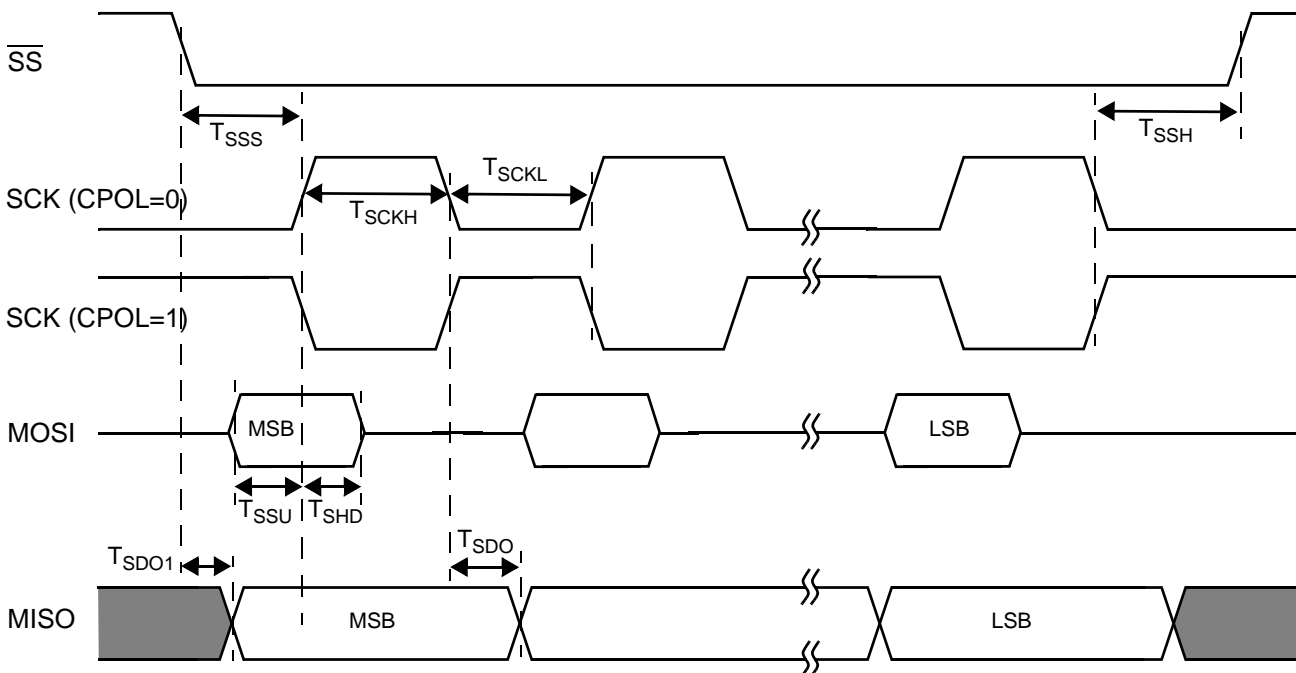 SS
TSSS
TSSH
SCK (CPOL=0)
TSCKH
TSCKL
SCK (CPOL=1)
MOSI
MSB
LSB
TSSU
TSHD
TSDO1
TSDO
MISO
MSB
LSB